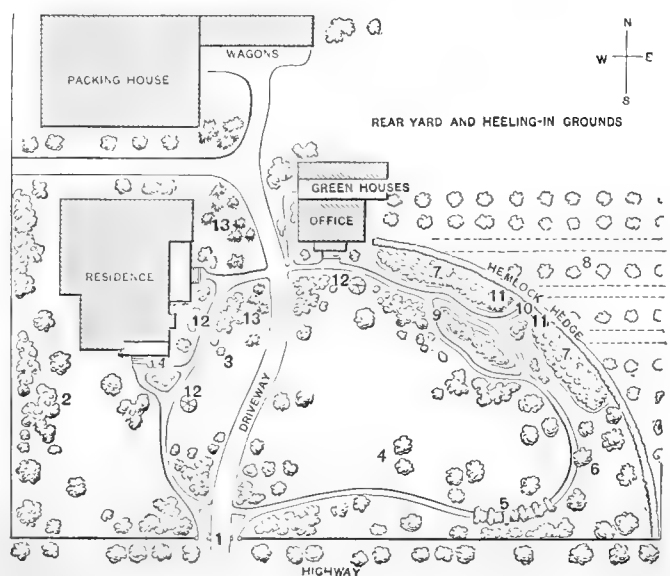 N
W E
S
WAGONS
PACKING HOUSE
REAR YARD AND HEELING-IN GROUNDS
GREEN HOUSES
OFFICE
RESIDENCE
HEMLOCK HEDGE
DRIVEWAY
13
12
7
8
11
10
11
12
13
9
7
3
14
12
2
4
6
5
1
HIGHWAY